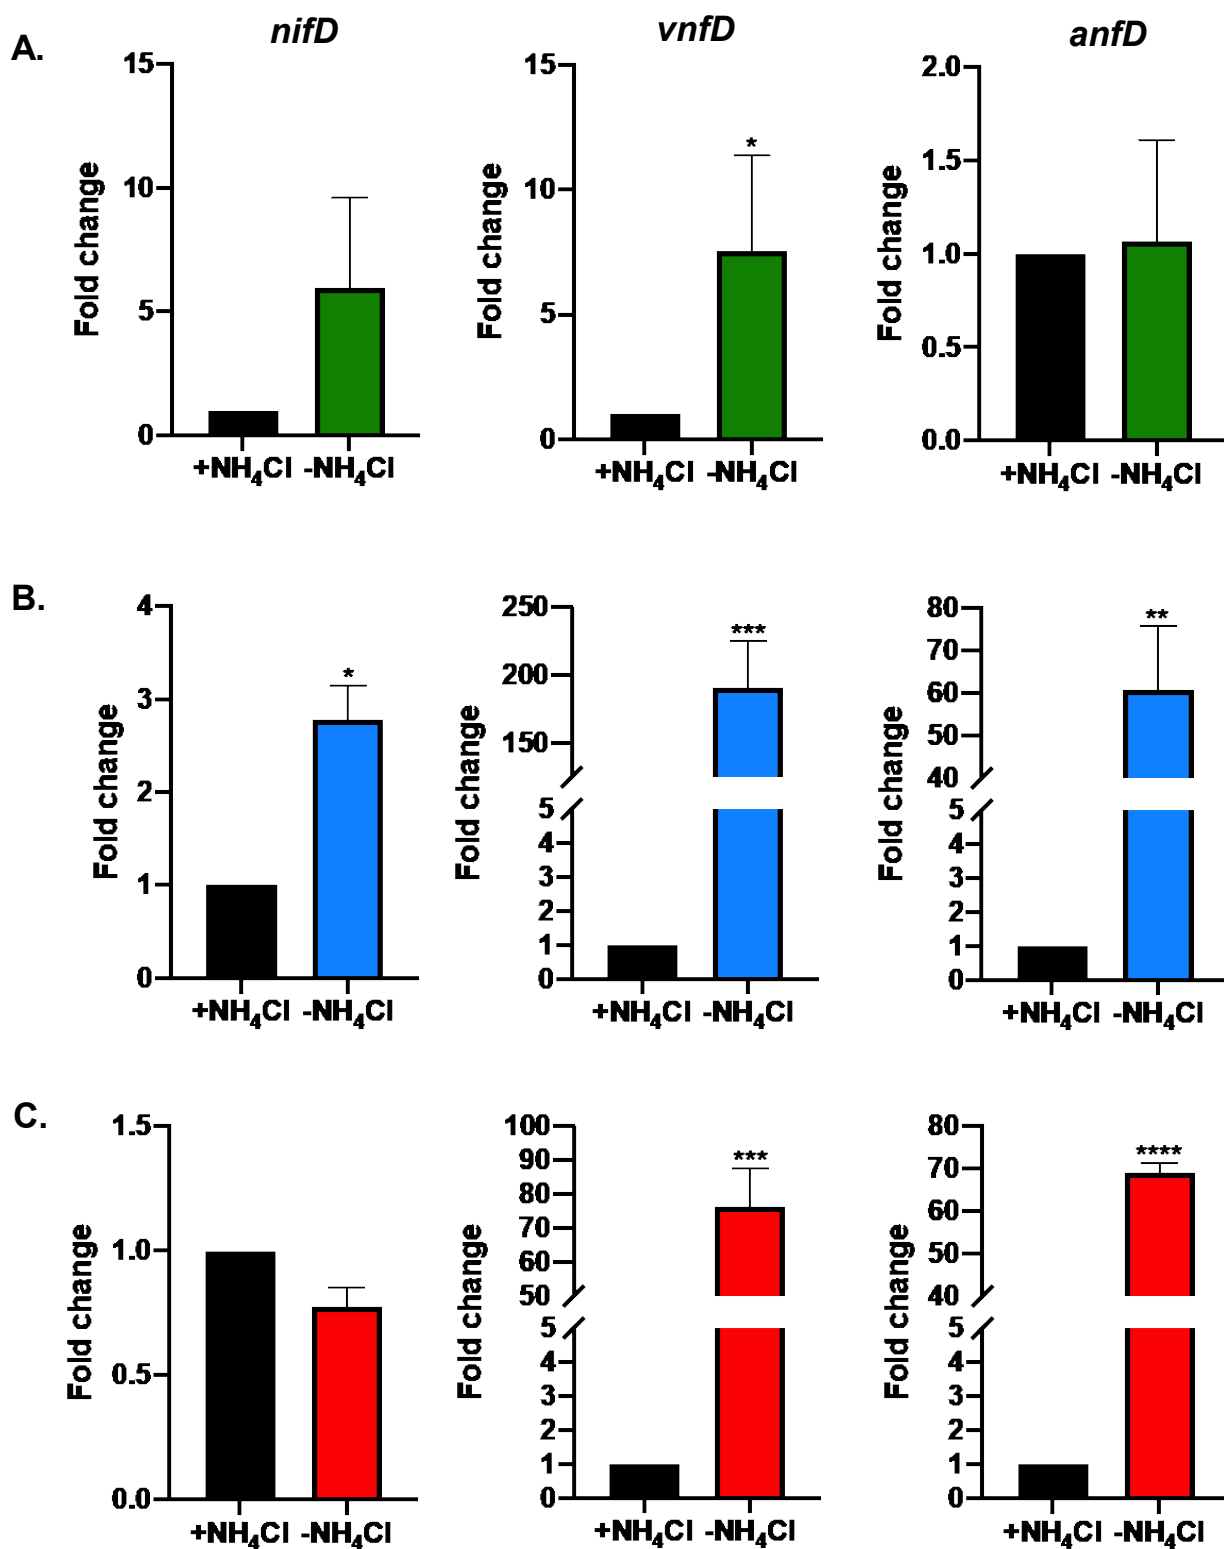 A.
nifD
vnfD
anfD
Fold change
15
10
5
0
+NH₄Cl -NH₄Cl
Fold change
15
10
5
0
*
+NH₄Cl -NH₄Cl
Fold change
2.0
1.5
1.0
0.5
0.0
+NH₄Cl -NH₄Cl
B.
Fold change
4
3
2
1
0
*
+NH₄Cl -NH₄Cl
Fold change
250
200
150
5
4
3
2
1
0
***
+NH₄Cl -NH₄Cl
Fold change
80
70
60
50
40
5
4
3
2
1
0
**
+NH₄Cl -NH₄Cl
C.
Fold change
1.5
1.0
0.5
0.0
+NH₄Cl -NH₄Cl
Fold change
100
90
80
70
60
50
5
4
3
2
1
0
***
+NH₄Cl -NH₄Cl
Fold change
80
70
60
50
40
5
4
3
2
1
0
****
+NH₄Cl -NH₄Cl